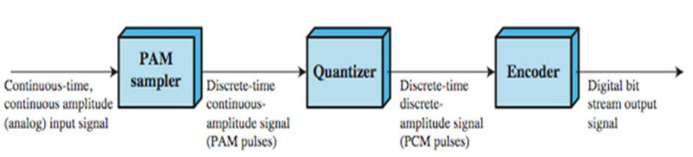 PAM
sampler
Quantizer
Encoder
Continuous-time,
continuous amplitude
(analog) input signal
Discrete-time
continuous-
amplitude signal
(PAM pulses)
Discrete-time
discrete-
amplitude signal
(PCM pulses)
Digital bit
stream output
signal